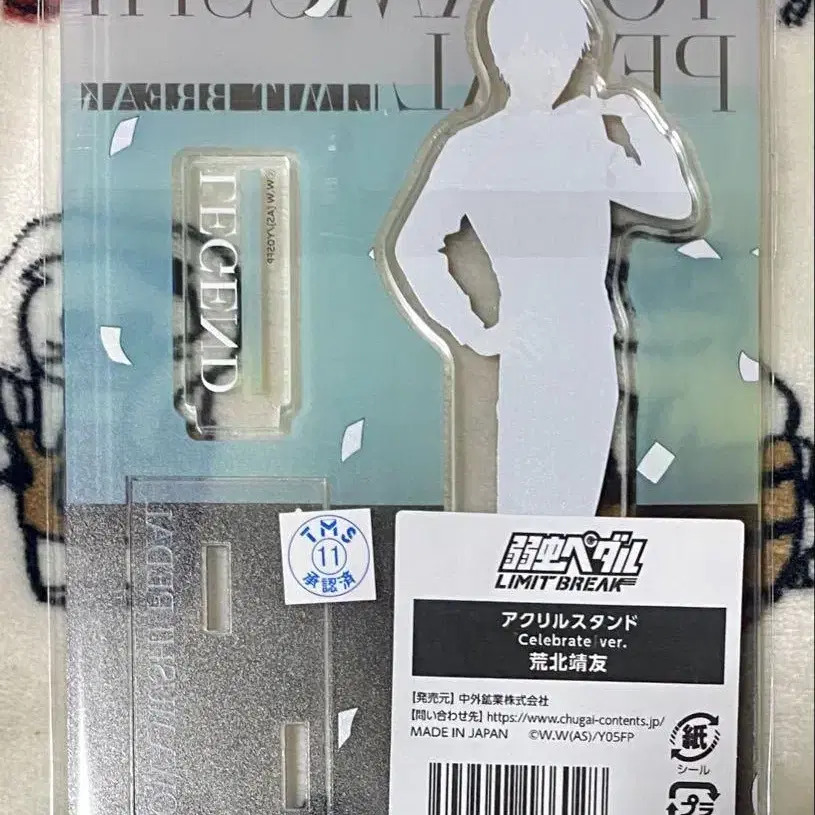 LIMIT BREAK
LEGEND
©W.W(AS)/Y05FP
TMS
11
承認済
弱虫ペダル
LIMIT BREAK
アクリルスタンド
「Celebrate」ver.
荒北靖友
【発売元】中外鉱業株式会社
【問い合わせ先】https://www.chugai-contents.jp/
MADE IN JAPAN ©W.W(AS)/Y05FP
紙
シール
プラ